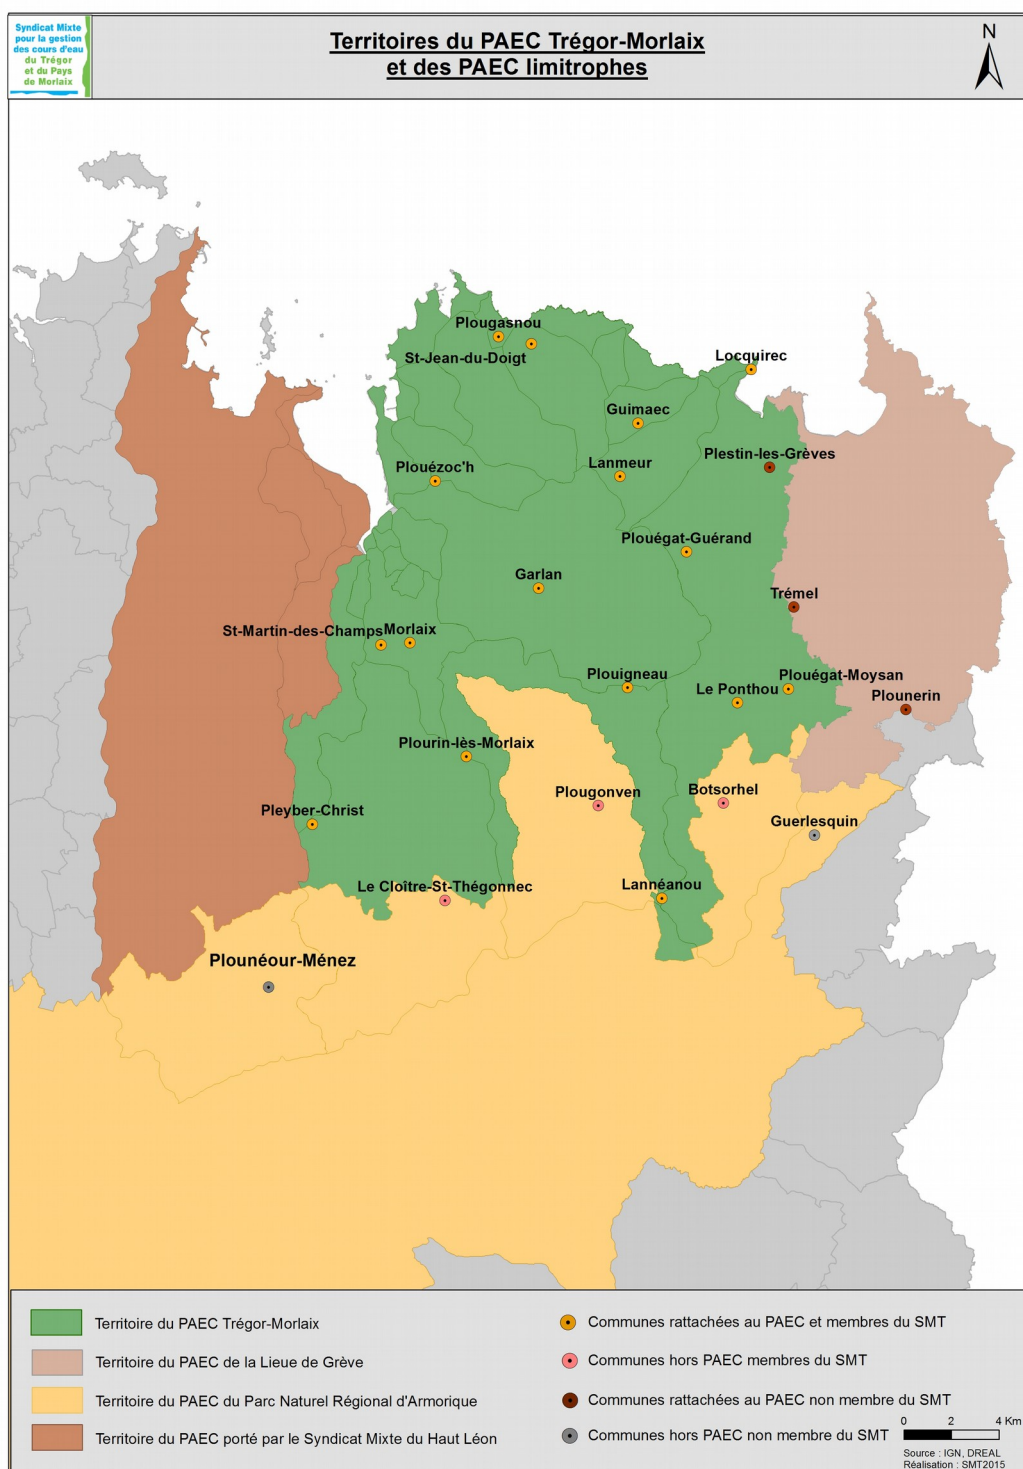 Syndicat Mixte
pour la gestion
des cours d'eau
du Trégor
et du Pays
de Morlaix
Territoires du PAEC Trégor-Morlaix
et des PAEC limitrophes
N
Plougasnou
St-Jean-du-Doigt
Locquirec
Guimaec
Plestin-les-Grèves
Lanmeur
Plouézoc'h
Plouégat-Guérand
Garlan
Trémel
St-Martin-des-Champs
Morlaix
Plouigneau
Plouégat-Moysan
Le Ponthou
Plounerin
Plourin-lès-Morlaix
Plougonven
Botsorhel
Pleyber-Christ
Guerlesquin
Le Cloître-St-Thégonnec
Lannéanou
Plounéour-Ménez
Territoire du PAEC Trégor-Morlaix
Territoire du PAEC de la Lieue de Grève
Territoire du PAEC du Parc Naturel Régional d'Armorique
Territoire du PAEC porté par le Syndicat Mixte du Haut Léon
Communes rattachées au PAEC et membres du SMT
Communes hors PAEC membres du SMT
Communes rattachées au PAEC non membre du SMT
Communes hors PAEC non membre du SMT
0 2 4 Km
Source : IGN, DREAL
Réalisation : SMT2015